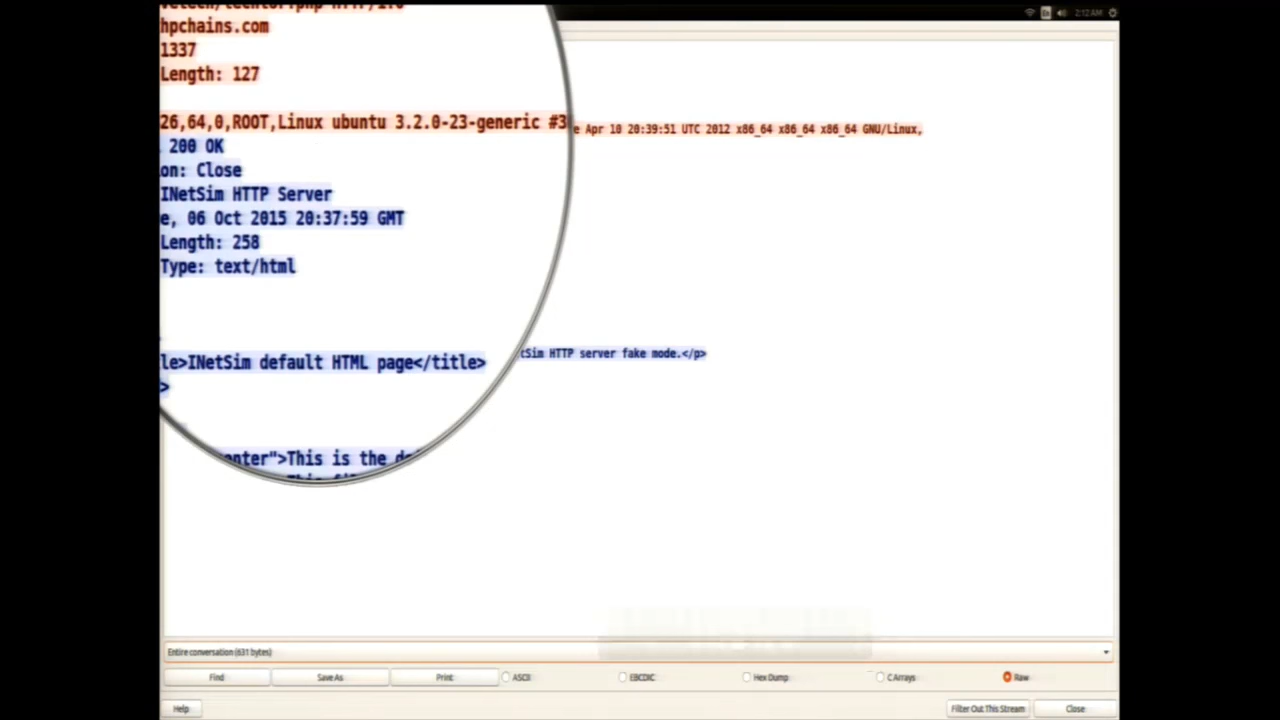 2:12 AM
hpchains.com
1337
Length: 127
26,64,0,ROOT,Linux ubuntu 3.2.0-23-generic #3
e Apr 10 20:39:51 UTC 2012 x86_64 x86_64 x86_64 GNU/Linux,
200 OK
on: Close
INetSim HTTP Server
e, 06 Oct 2015 20:37:59 GMT
Length: 258
Type: text/html
le>INetSim default HTML page</title>
tSim HTTP server fake mode.</p>
>
enter">This is the de
Entire conversation (631 bytes)
Find Save As Print ASCII EBCDIC Hex Dump C Arrays Raw
Help Filter Out This Stream Close